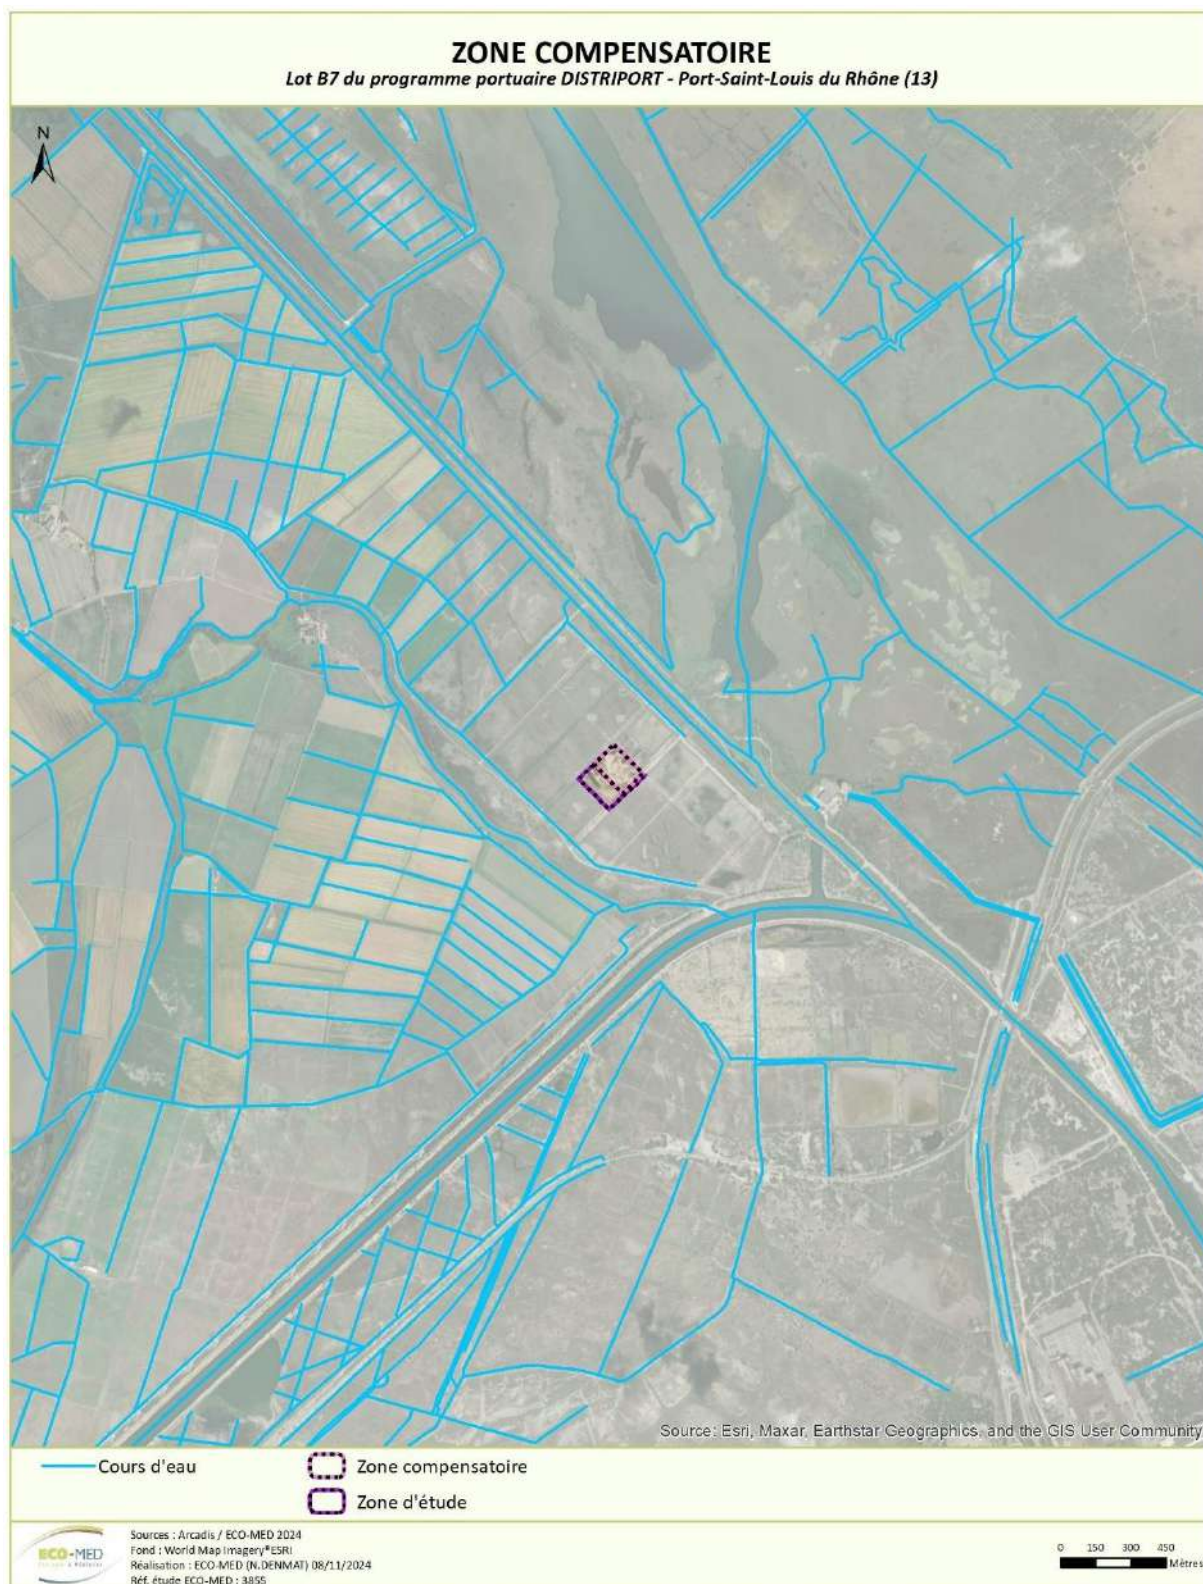 ZONE COMPENSATOIRE
Lot B7 du programme portuaire DISTRIPORT - Port-Saint-Louis du Rhône (13)
N
Source: Esri, Maxar, Earthstar Geographics, and the GIS User Community
Cours d'eau
Zone compensatoire
Zone d'étude
ECO-MED
Sources : Arcadis / ECO-MED 2024
Fond : World Map Imagery®ESRI
Réalisation : ECO-MED (N.DENMAT) 08/11/2024
Réf. étude ECO-MED : 3855
0 150 300 450
Mètres